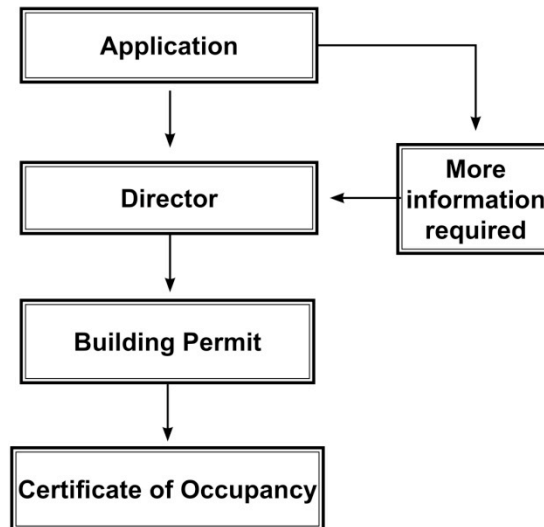 Application
More
information
required
Director
Building Permit
Certificate of Occupancy